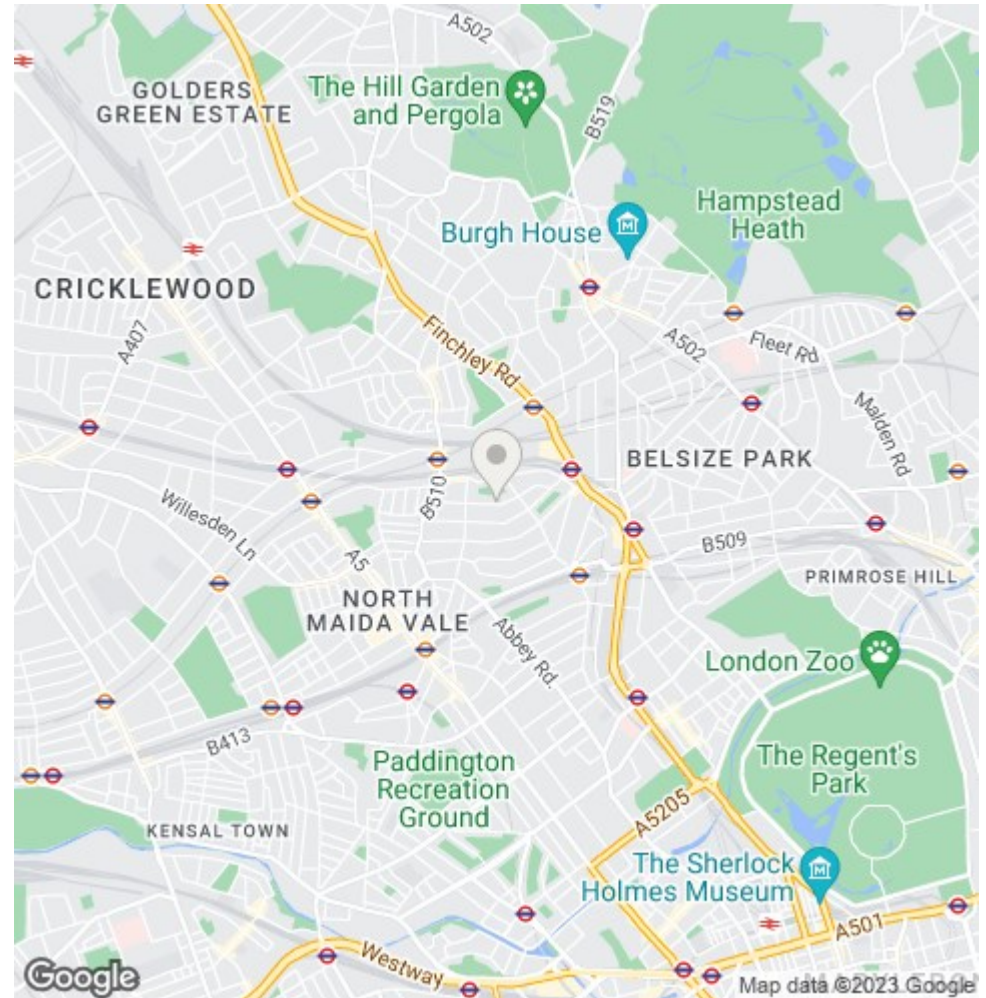 A502
GOLDERS
GREEN ESTATE
The Hill Garden
and Pergola
B519
Hampstead
Heath
Burgh House
CRICKLEWOOD
A407
Finchley Rd
A502
Fleet Rd
Malden Rd
BELSIZE PARK
B510
Willesden Ln
A5
B509
PRIMROSE HILL
NORTH
MAIDA VALE
Abbey Rd.
London Zoo
B413
Paddington
Recreation
Ground
The Regent's
Park
KENSAL TOWN
A5205
The Sherlock
Holmes Museum
A501
Westway
Google
Map data ©2023 Google